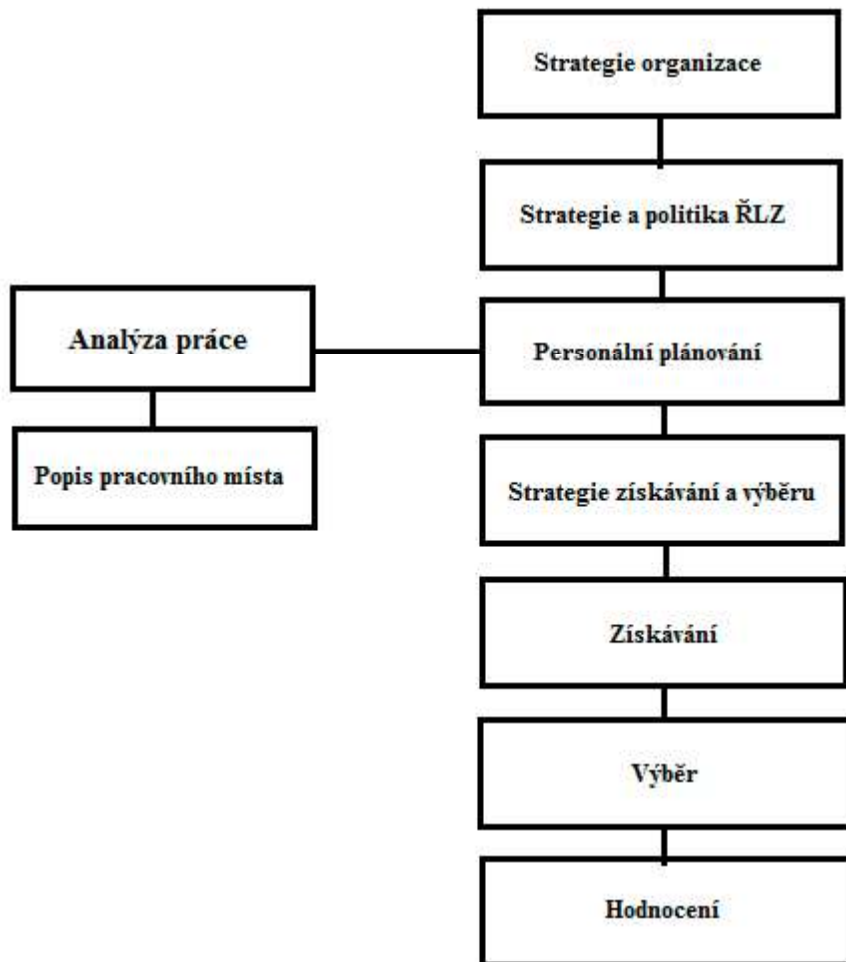 Strategie organizace
Strategie a politika ŘLZ
Analýza práce
Personální plánování
Popis pracovního místa
Strategie získávání a výběru
Získávání
Výběr
Hodnocení